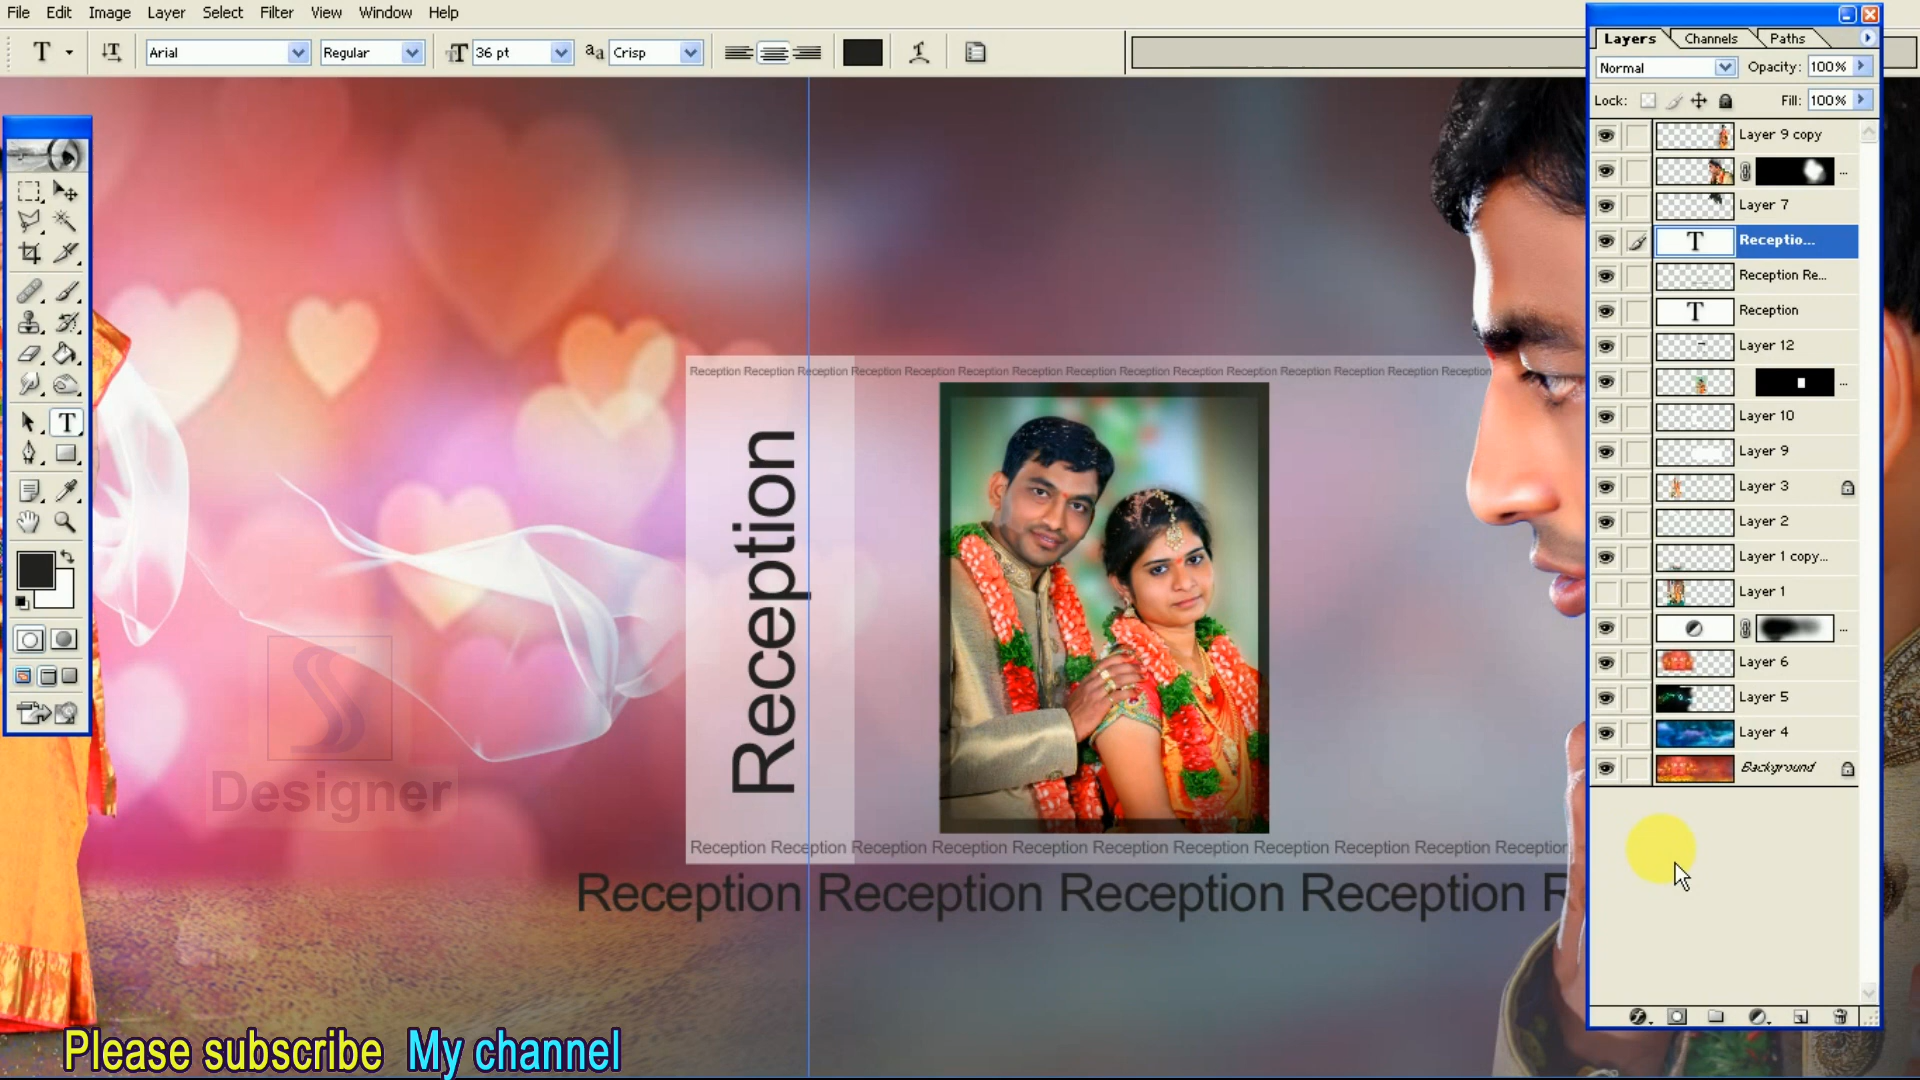 File Edit Image Layer Select Filter View Window Help
T Arial Regular 36 pt Crisp
Layers Channels Paths
Normal Opacity: 100%
Lock: Fill: 100%
Layer 9 copy
...
Layer 7
Receptio...
Reception Re...
Reception
Layer 12
...
Layer 10
Layer 9
Layer 3
Layer 2
Layer 1 copy...
Layer 1
...
Layer 6
Layer 5
Layer 4
Background
Reception Reception Reception Reception Reception Reception Reception Reception Reception Reception Reception Reception Reception Reception Reception
Reception
Reception Reception Reception Reception Reception Reception Reception Reception Reception Reception Reception
Reception Reception Reception Reception R
S
Designer
Please subscribe My channel